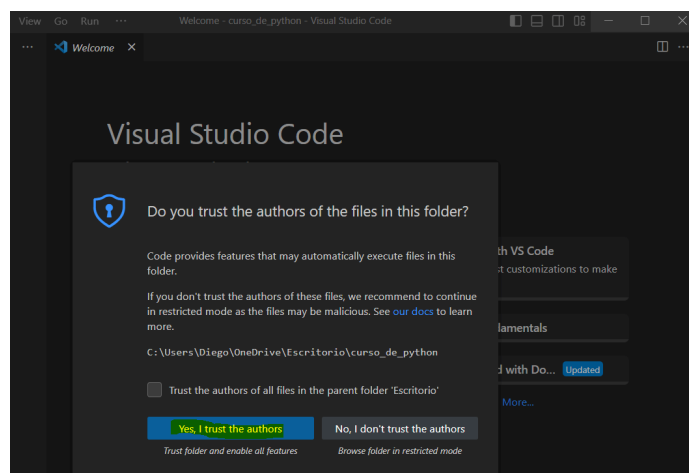 View Go Run ··· Welcome - curso_de_python - Visual Studio Code
··· Welcome ×
Visual Studio Code
Do you trust the authors of the files in this folder?
Code provides features that may automatically execute files in this
folder.
If you don't trust the authors of these files, we recommend to continue
in restricted mode as the files may be malicious. See our docs to learn
more.
C:\Users\Diego\OneDrive\Escritorio\curso_de_python
Trust the authors of all files in the parent folder 'Escritorio'
Yes, I trust the authors
No, I don't trust the authors
Trust folder and enable all features
Browse folder in restricted mode
VS Code
customizations to make
d with Do... Updated
More...